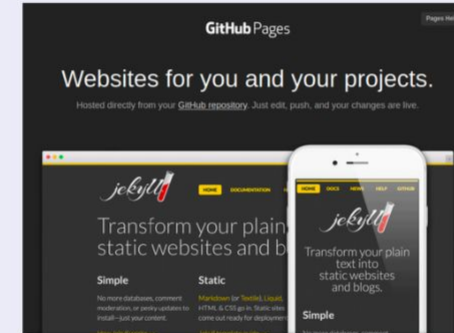 GitHub Pages
Pages Hel
Websites for you and your projects.
Hosted directly from your GitHub repository. Just edit, push, and your changes are live.
jekyll
HOME DOCUMENTATION
Transform your plain
static websites and b
Simple
No more databases, comment
moderation, or pesky updates to
install—just your content.
Static
Markdown (or Textile), Liquid,
HTML & CSS go in. Static sites
come out ready for deployment
HOME DOCS NEWS HELP GITHUB
jekyll
Transform your plain
text into
static websites
and blogs.
Simple